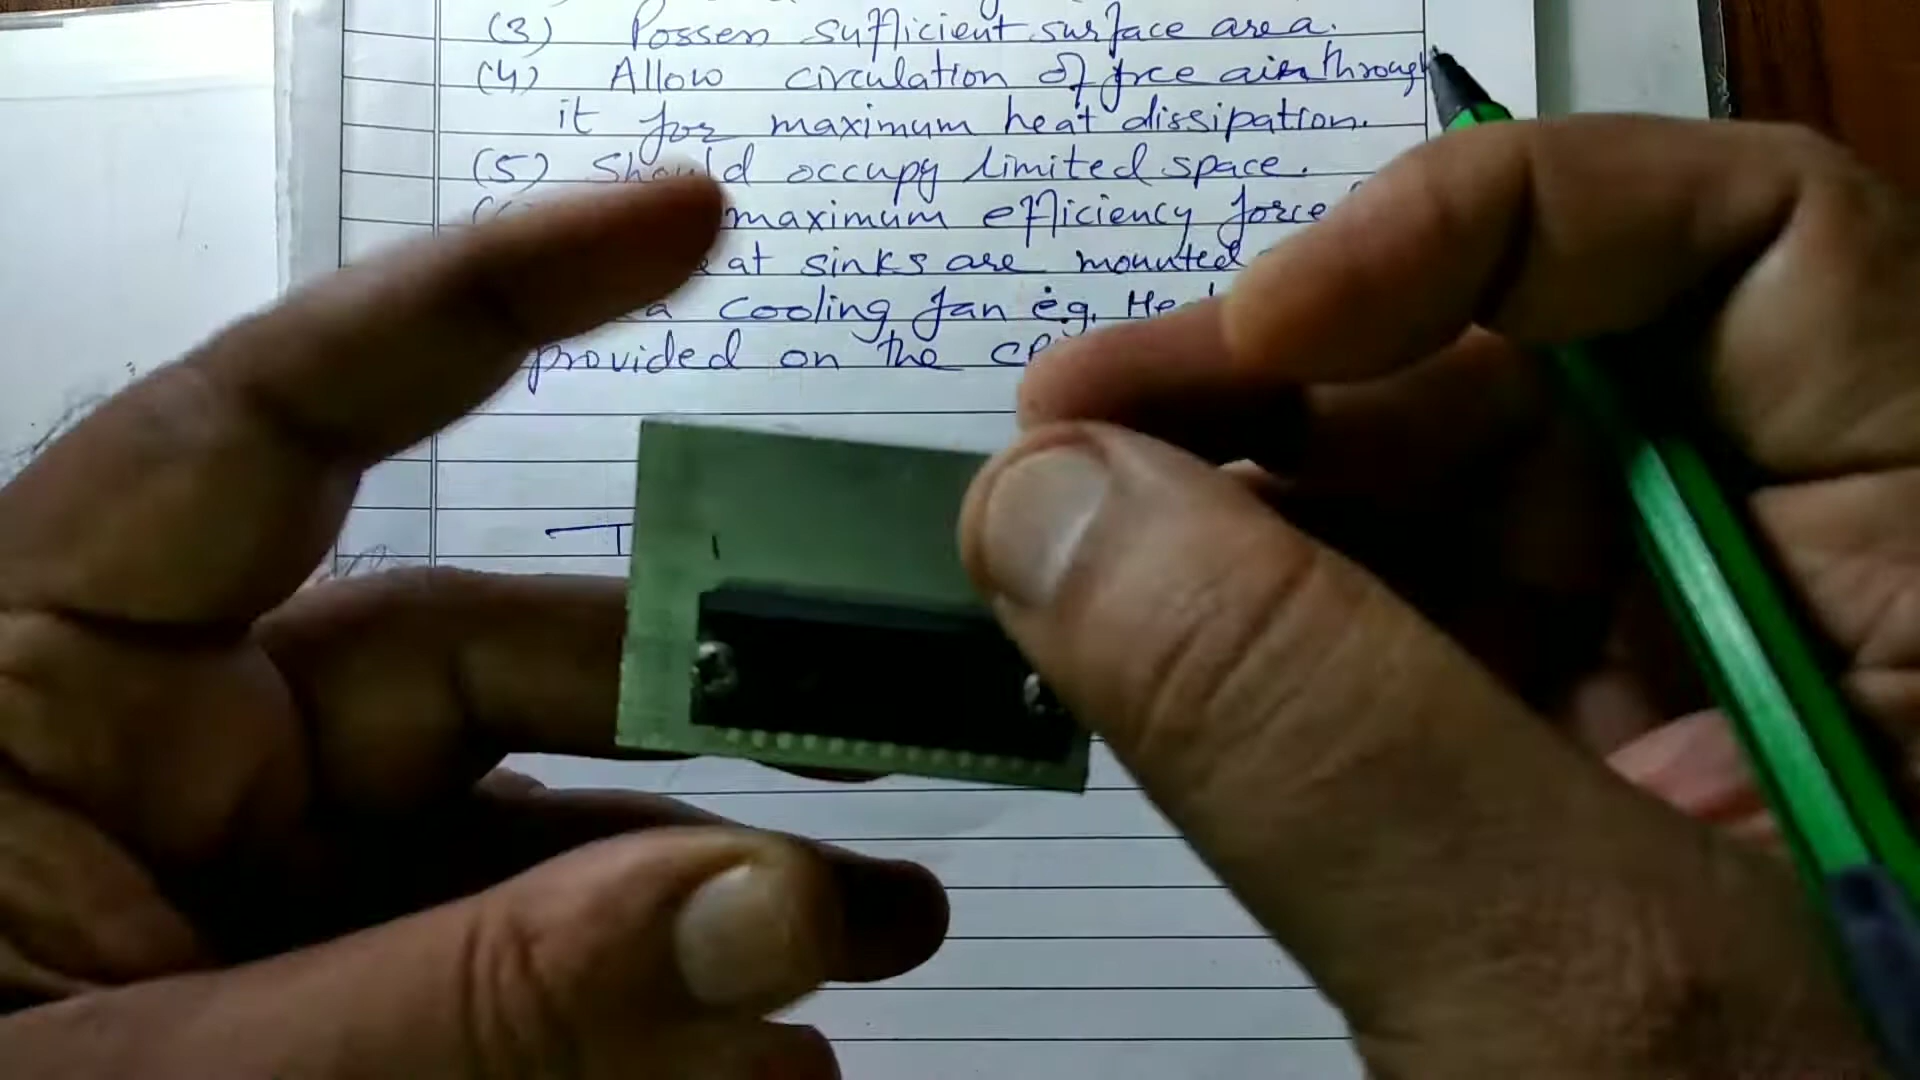 (3) Possess sufficient surface area.
(4) Allow circulation of free air through
it for maximum heat dissipation.
(5) Should occupy limited space.
maximum efficiency force
sinks are mounted
a cooling fan eg.
provided on the